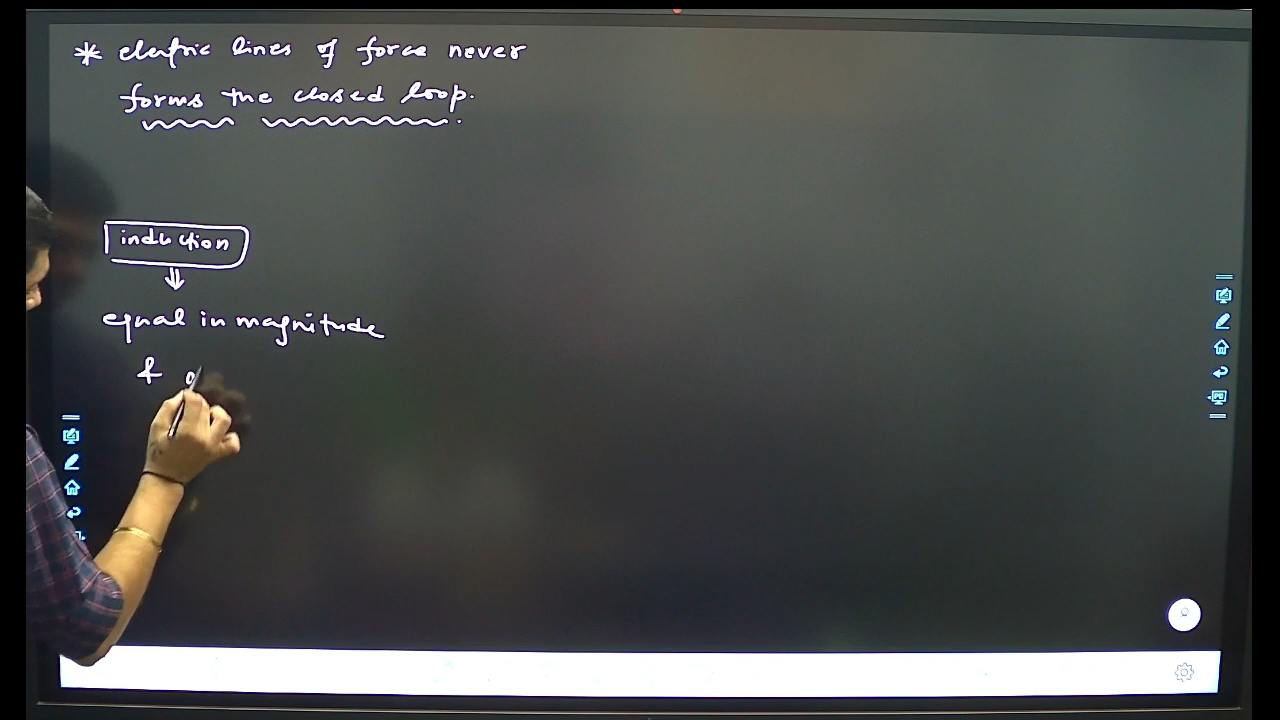 * electric lines of force never
forms the closed loop.
induction
equal in magnitude
& o